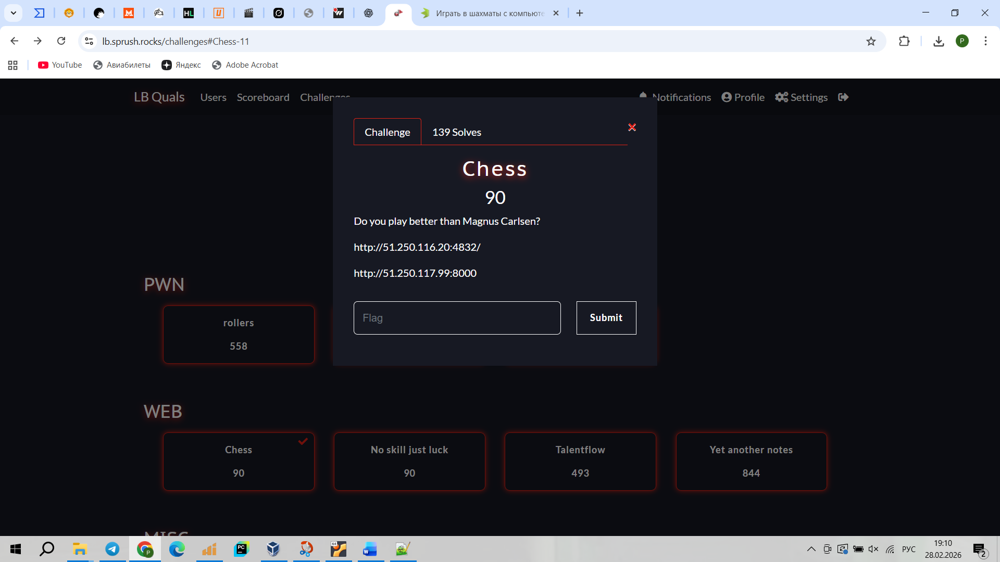 Играть в шахматы с компьюте
lb.sprush.rocks/challenges#Chess-11
P
YouTube
Авиабилеты
Яндекс
Adobe Acrobat
LB Quals
Users
Scoreboard
Challenges
Notifications
Profile
Settings
Challenge
139 Solves
Chess
90
Do you play better than Magnus Carlsen?
http://51.250.116.20:4832/
http://51.250.117.99:8000
Flag
Submit
PWN
rollers
558
WEB
Chess
90
No skill just luck
90
Talentflow
493
Yet another notes
844
MISC
РУС
19:10
28.02.2026
2